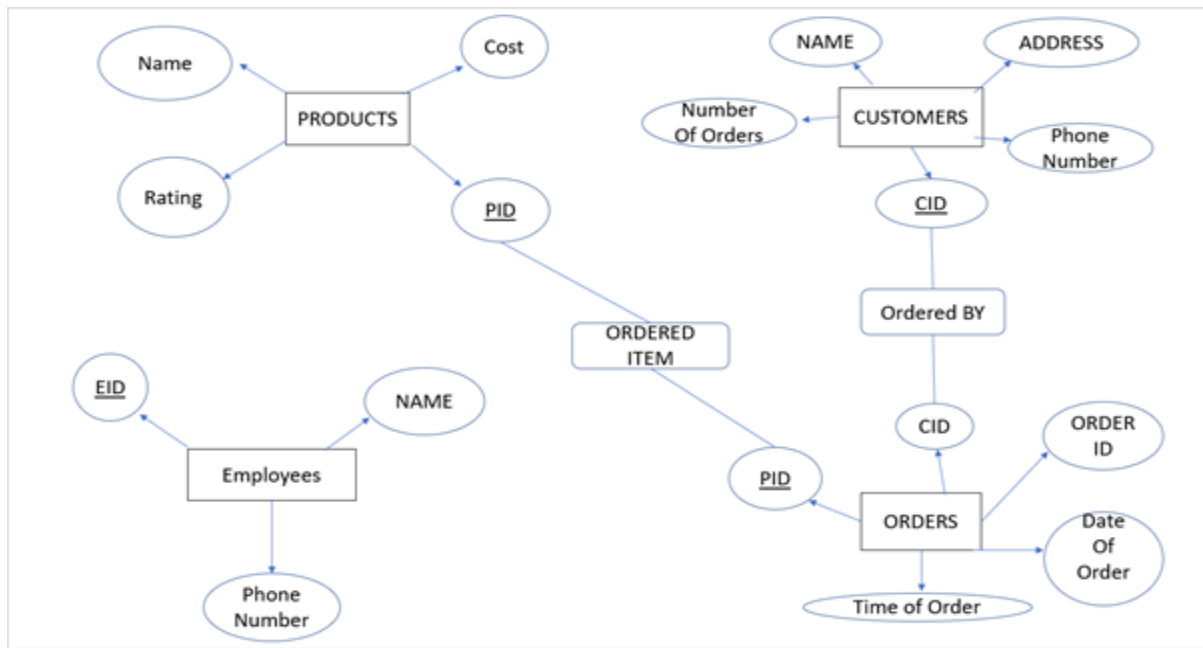 Name
Cost
PRODUCTS
Rating
PID
NAME
ADDRESS
Number
Of Orders
CUSTOMERS
Phone
Number
CID
Ordered BY
ORDERED
ITEM
EID
NAME
Employees
Phone
Number
CID
ORDER
ID
PID
ORDERS
Date
Of
Order
Time of Order